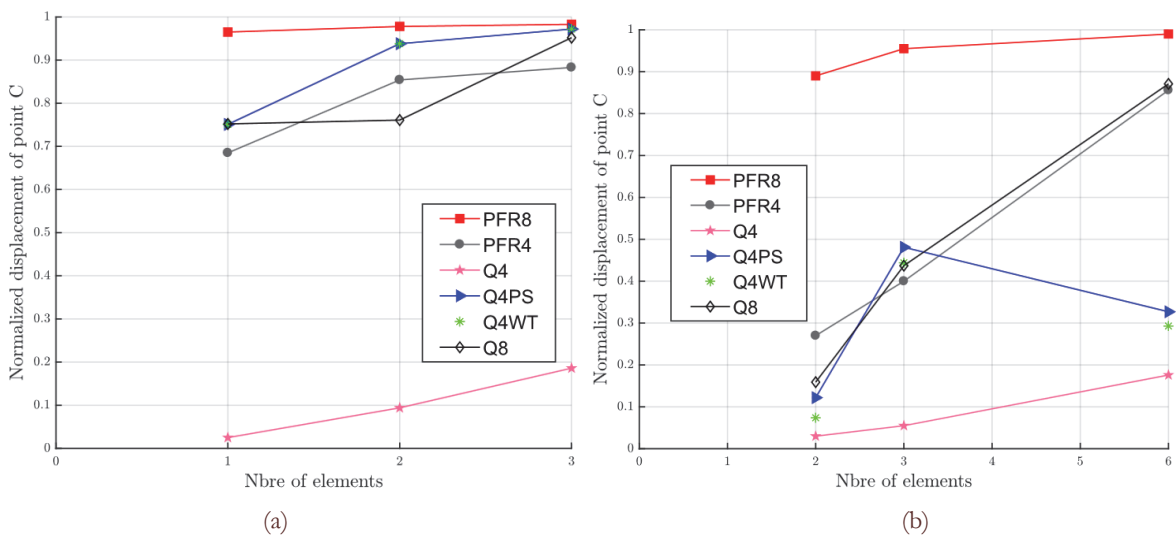 1
0.9
0.8
0.7
0.6
0.5
0.4
0.3
0.2
0.1
0
0 1 2 3
Normalized displacement of point C
Nbre of elements
PFR8
PFR4
Q4
Q4PS
Q4WT
Q8
(a)
1
0.9
0.8
0.7
0.6
0.5
0.4
0.3
0.2
0.1
0
0 1 2 3 4 5 6
Normalized displacement of point C
Nbre of elements
PFR8
PFR4
Q4
Q4PS
Q4WT
Q8
(b)